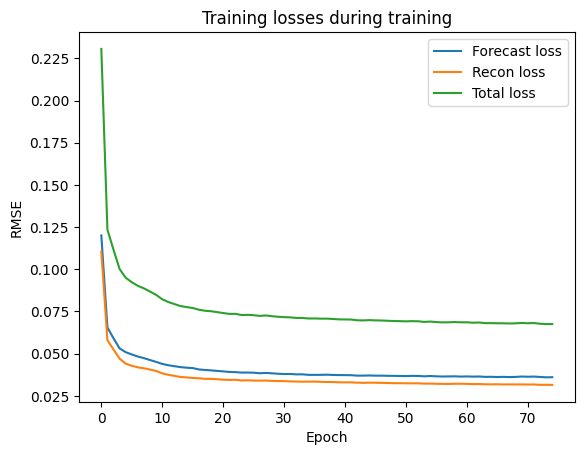 Training losses during training
Forecast loss
Recon loss
Total loss
RMSE
0.225
0.200
0.175
0.150
0.125
0.100
0.075
0.050
0.025
0 10 20 30 40 50 60 70
Epoch